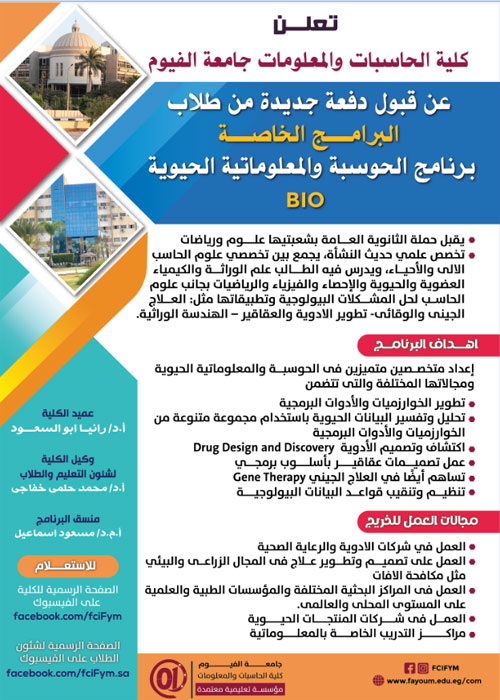 تعلن
كلية الحاسبات والمعلومات جامعة الفيوم
عن قبول دفعة جديدة من طلاب
البرامج الخاصة
برنامج الحوسبة والمعلوماتية الحيوية
BIO
يقبل حملة الثانوية العامة بشعبتيها علوم ورياضات
تخصص علمي حديث النشأة، يجمع بين تخصصي علوم الحاسب
الالى والأحياء، ويدرس فيه الطالب علم الوراثة والكيمياء
العضوية والحيوية والإحصاء والفيزياء والرياضيات بجانب علوم
الحاسب لحل المشكلات البيولوجية وتطبيقاتها مثل: العلاج
الجينى والوقائى- تطوير الادوية والعقاقير – الهندسة الوراثية.
اهداف البرنامج
إعداد متخصصين متميزين فى الحوسبة والمعلوماتية الحيوية
ومجالاتها المختلفة والتى تتضمن
تطوير الخوارزميات والأدوات البرمجية
تحليل وتفسير البيانات الحيوية باستخدام مجموعة متنوعة من
الخوارزميات والأدوات البرمجية
اكتشاف وتصميم الأدوية Drug Design and Discovery
عمل تصميمات عقاقير بأسلوب برمجي
تساهم أيضًا في العلاج الجيني Gene Therapy
تنظيم وتنقيب قواعد البيانات البيولوجية
مجالات العمل للخريج
العمل في شركات الادوية والرعاية الصحية
العمل على تصميم وتطوير علاج فى المجال الزراعى والبيئي
مثل مكافحة الافات
العمل فى المراكز البحثية المختلفة والمؤسسات الطبية والعلمية
على المستوى المحلى والعالمى.
العمل فى شركات المنتجات الحيوية
مراكز التدريب الخاصة بالمعلوماتية
عميد الكلية
أ.د/ رانيا ابو السعود
وكيل الكلية
لشئون التعليم والطلاب
أ.د/ محمد حلمى خفاجى
منسق البرنامج
أ.م.د/ مسعود اسماعيل
للإستعلام
الصفحة الرسمية للكلية
على الفيسبوك
facebook.com/fciFym
الصفحة الرسمية لشئون
الطلاب على الفيسبوك
facebook.com/fciFym.sa
جامعة الفيوم
كلية الحاسبات والمعلومات
مؤسسة تعليمية معتمدة
FCIFYM
www.fayoum.edu.eg/com